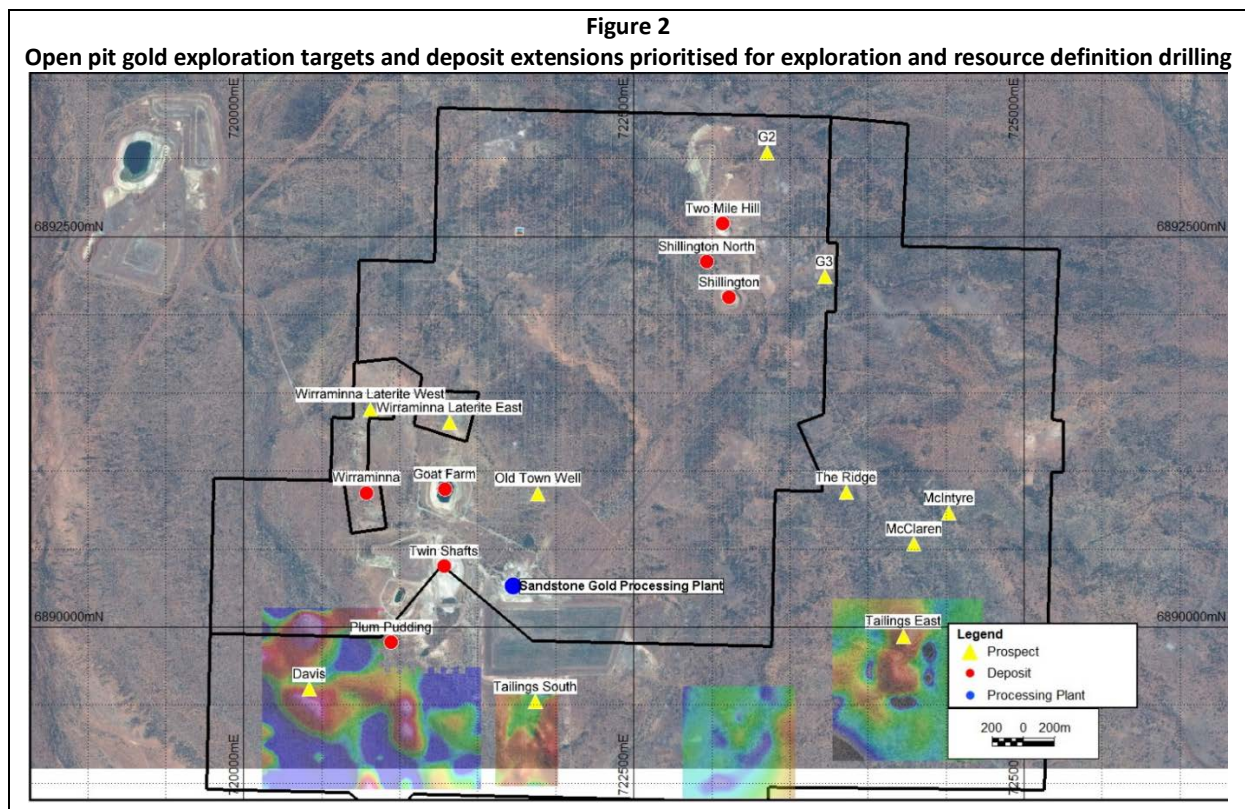 Figure 2
Open pit gold exploration targets and deposit extensions prioritised for exploration and resource definition drilling
720000mE
722500mE
725000mE
G2
Two Mile Hill
6892500mN
6892500mN
Shillington North
G3
Shillington
Wirraminna Laterite West
Wirraminna Laterite East
Wirraminna
Goat Farm
Old Town Well
The Ridge
McIntyre
McClaren
Twin Shafts
Sandstone Gold Processing Plant
6890000mN
6890000mN
Plum Pudding
Tailings East
Davis
Tailings South
Legend
Prospect
Deposit
Processing Plant
200 0 200m
720000mE
722500mE